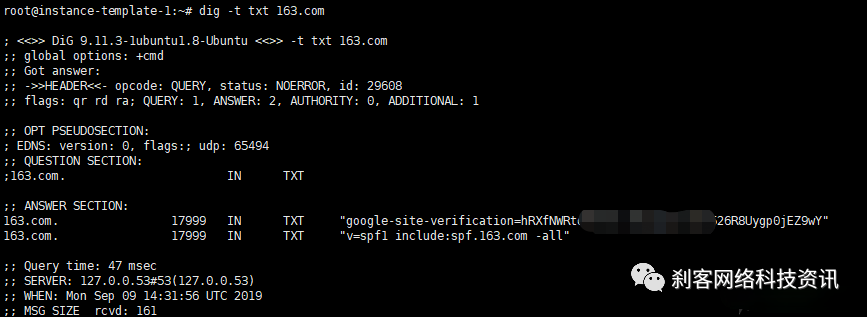 root@instance-template-1:~# dig -t txt 163.com
; <<>> DiG 9.11.3-1ubuntu1.8-Ubuntu <<>> -t txt 163.com
;; global options: +cmd
;; Got answer:
;; ->>HEADER<<- opcode: QUERY, status: NOERROR, id: 29608
;; flags: qr rd ra; QUERY: 1, ANSWER: 2, AUTHORITY: 0, ADDITIONAL: 1
;; OPT PSEUDOSECTION:
; EDNS: version: 0, flags:; udp: 65494
;; QUESTION SECTION:
;163.com. IN TXT
;; ANSWER SECTION:
163.com. 17999 IN TXT "google-site-verification=hRXfNWRt 26R8Uygp0jEZ9wY"
163.com. 17999 IN TXT "v=spf1 include:spf.163.com -all"
;; Query time: 47 msec
;; SERVER: 127.0.0.53#53(127.0.0.53)
;; WHEN: Mon Sep 09 14:31:56 UTC 2019
;; MSG SIZE rcvd: 161
刹客网络科技资讯